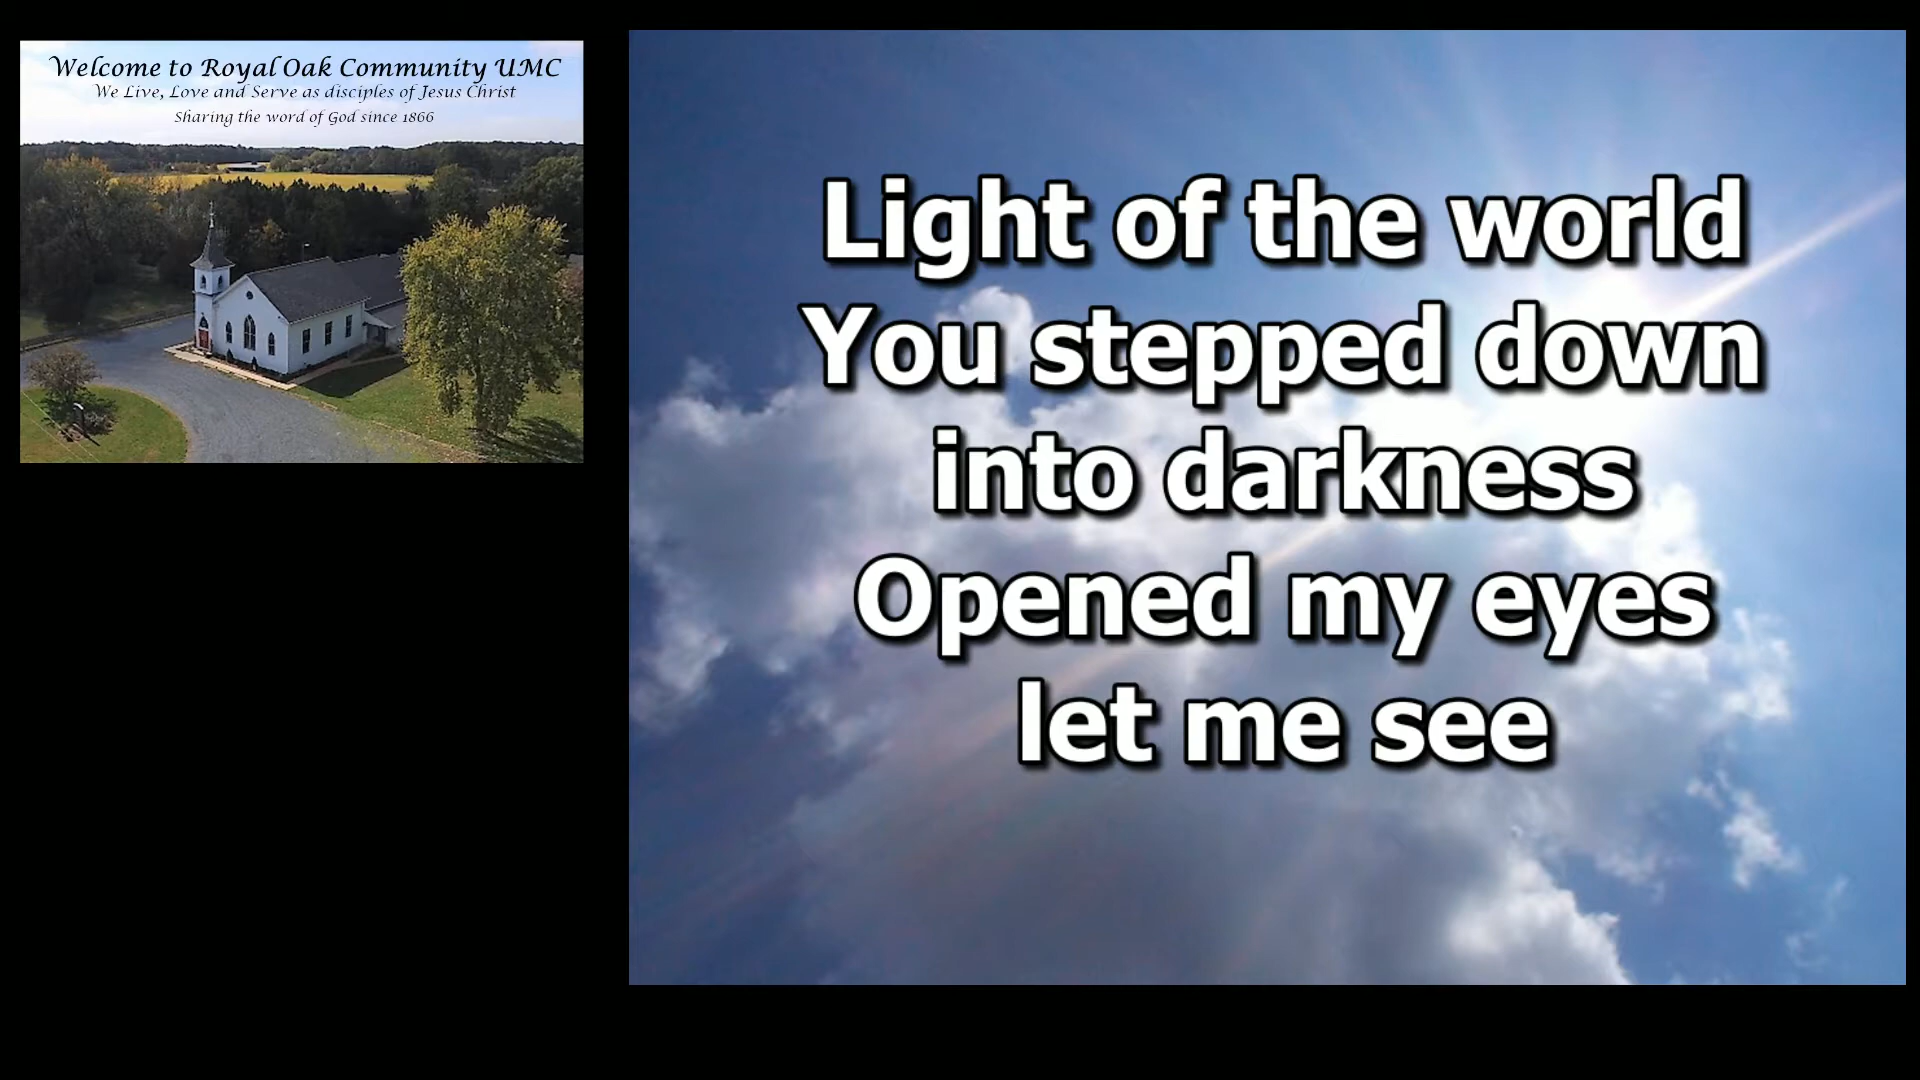 Welcome to Royal Oak Community UMC
We Live, Love and Serve as disciples of Jesus Christ
Sharing the word of God since 1866
Light of the world
You stepped down
into darkness
Opened my eyes
let me see